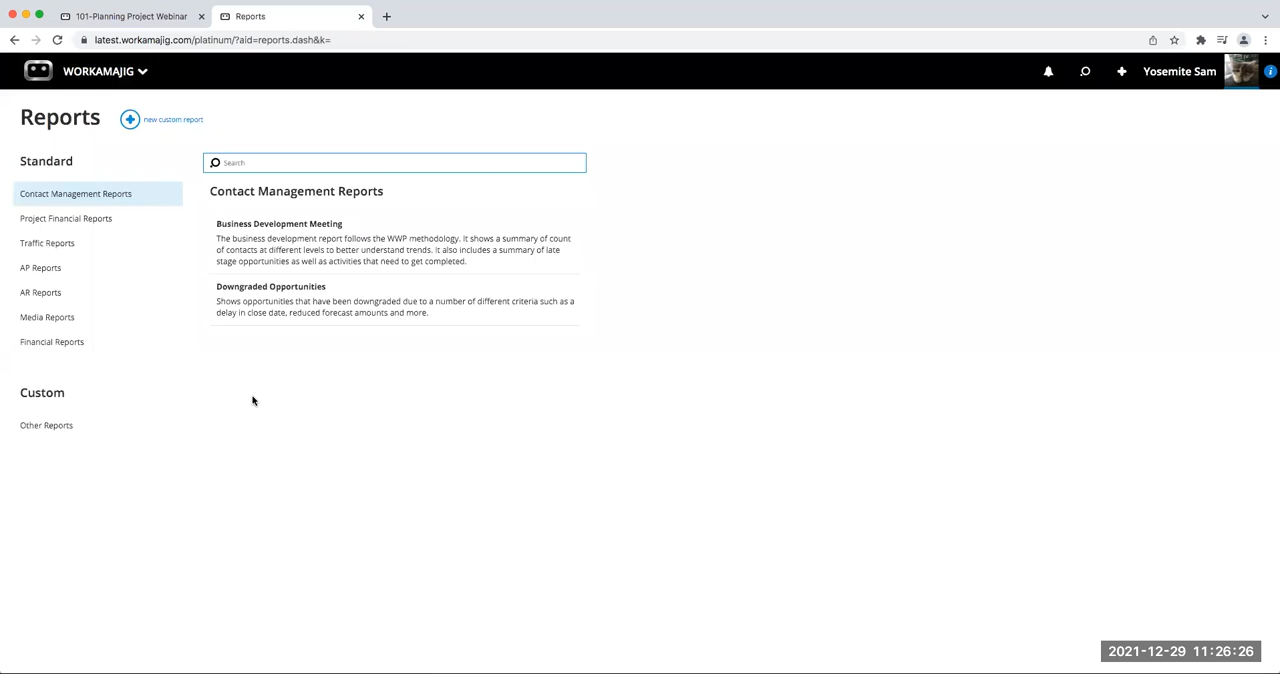 101-Planning Project Webinar
Reports
latest.workamajig.com/platinum/?aid=reports.dash&k=
WORKAMAJIG
Yosemite Sam
Reports
new custom report
Standard
Search
Contact Management Reports
Contact Management Reports
Business Development Meeting
Project Financial Reports
The business development report follows the WWP methodology. It shows a summary of count
of contacts at different levels to better understand trends. It also includes a summary of late
stage opportunities as well as activities that need to get completed.
Traffic Reports
AP Reports
Downgraded Opportunities
AR Reports
Shows opportunities that have been downgraded due to a number of different criteria such as a
delay in close date, reduced forecast amounts and more.
Media Reports
Financial Reports
Custom
Other Reports
2021-12-29 11:26:26